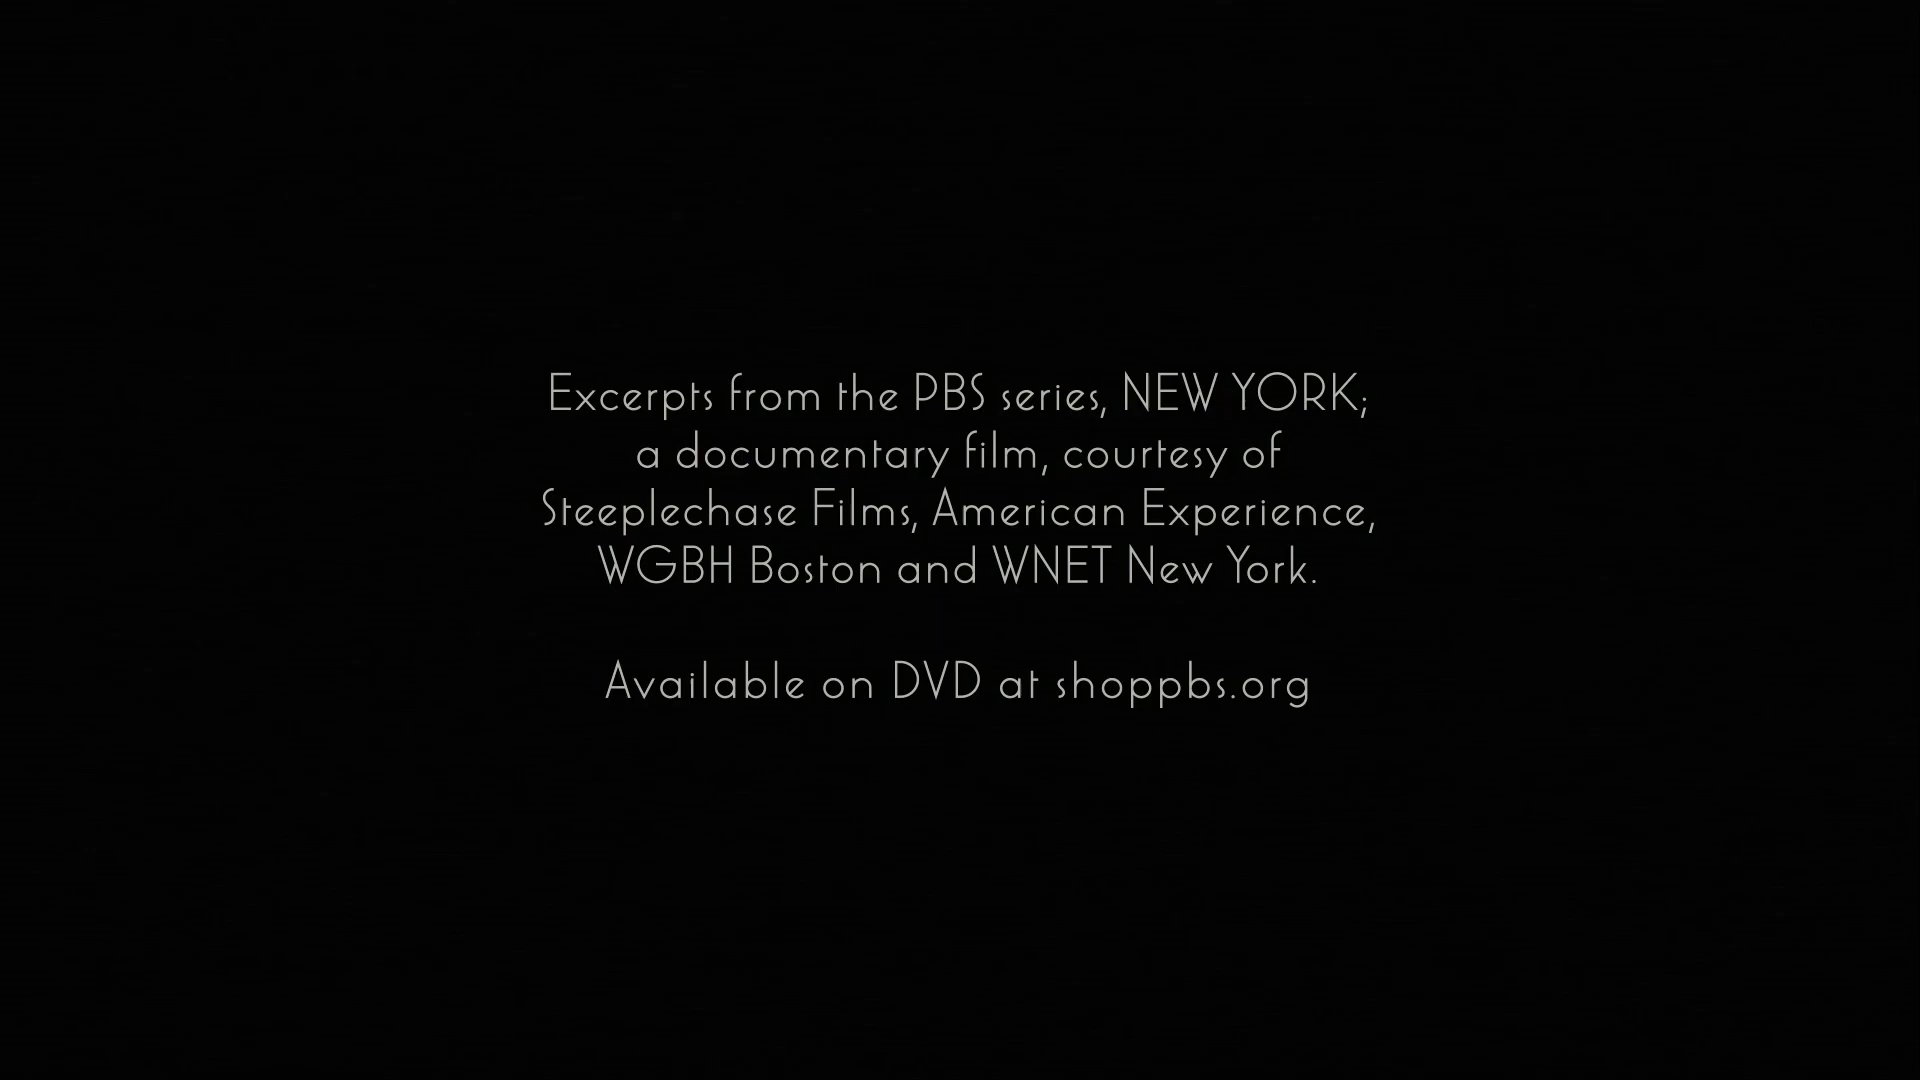 Excerpts from the PBS series, NEW YORK;
a documentary film, courtesy of
Steeplechase Films, American Experience,
WGBH Boston and WNET New York.
Available on DVD at shoppbs.org